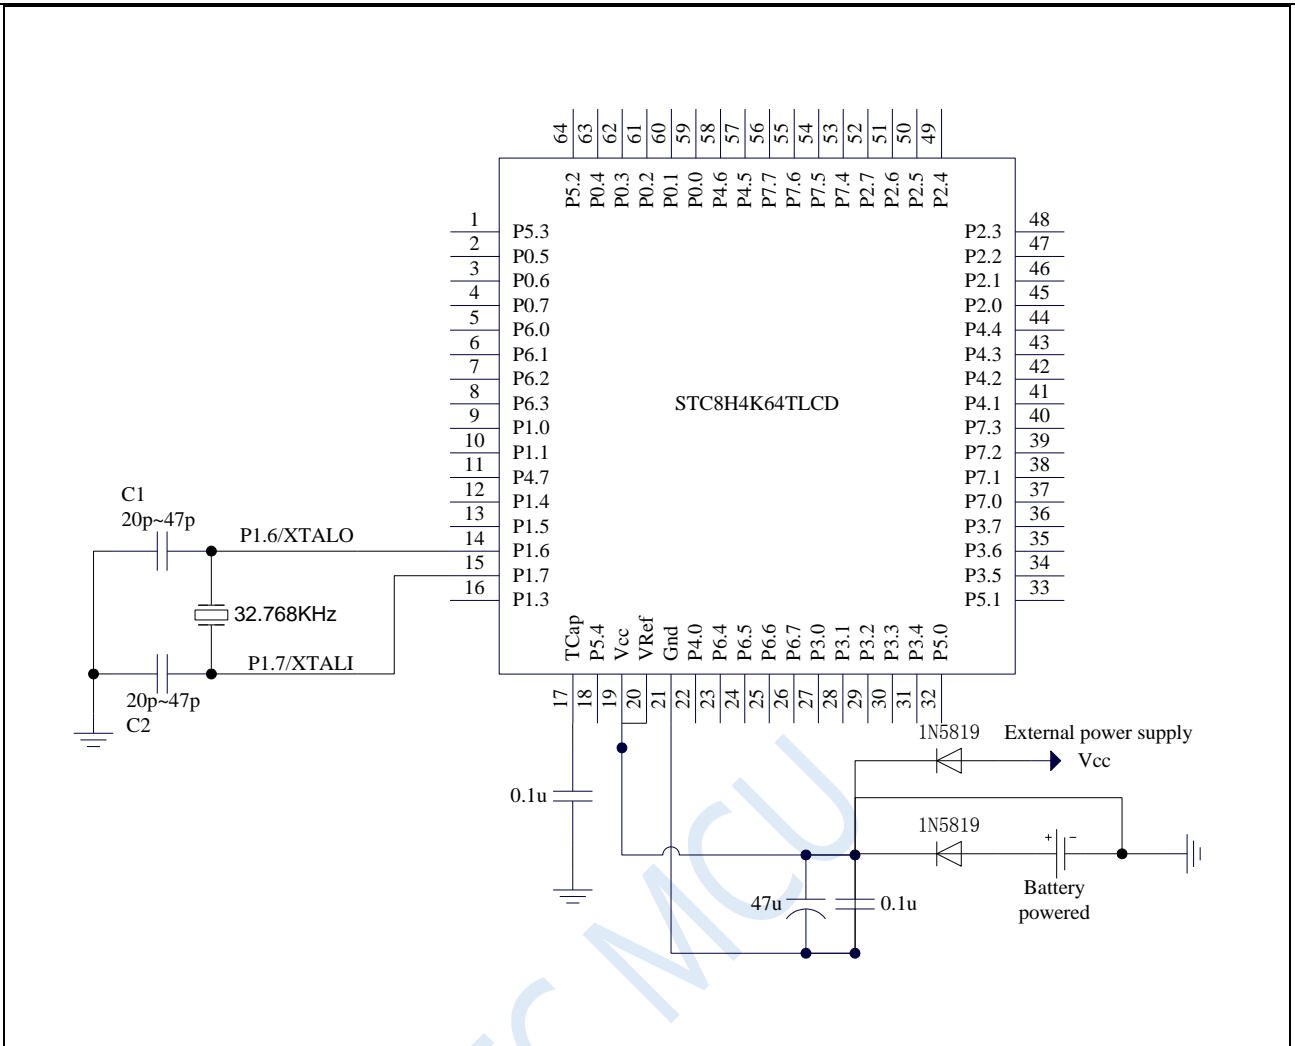 64 63 62 61 60 59 58 57 56 55 54 53 52 51 50 49
P5.2 P0.4 P0.3 P0.2 P0.1 P0.0 P4.6 P4.5 P7.7 P7.6 P7.5 P7.4 P2.7 P2.6 P2.5 P2.4
1 P5.3
2 P0.5
3 P0.6
4 P0.7
5 P6.0
6 P6.1
7 P6.2
8 P6.3
9 P1.0
10 P1.1
11 P4.7
12 P1.4
13 P1.5
14 P1.6
15 P1.7
16 P1.3
STC8H4K64TLCD
P2.3 48
P2.2 47
P2.1 46
P2.0 45
P4.4 44
P4.3 43
P4.2 42
P4.1 41
P7.3 40
P7.2 39
P7.1 38
P7.0 37
P3.7 36
P3.6 35
P3.5 34
P5.1 33
C1
20p~47p
P1.6/XTALO
32.768KHz
P1.7/XTALI
20p~47p
C2
TCap P5.4 Vcc VRef Gnd P4.0 P6.4 P6.5 P6.6 P6.7 P3.0 P3.1 P3.2 P3.3 P3.4 P5.0
17 18 19 20 21 22 23 24 25 26 27 28 29 30 31 32
1N5819
External power supply
Vcc
0.1u
1N5819
+ -
Battery
powered
47u
0.1u
MCU